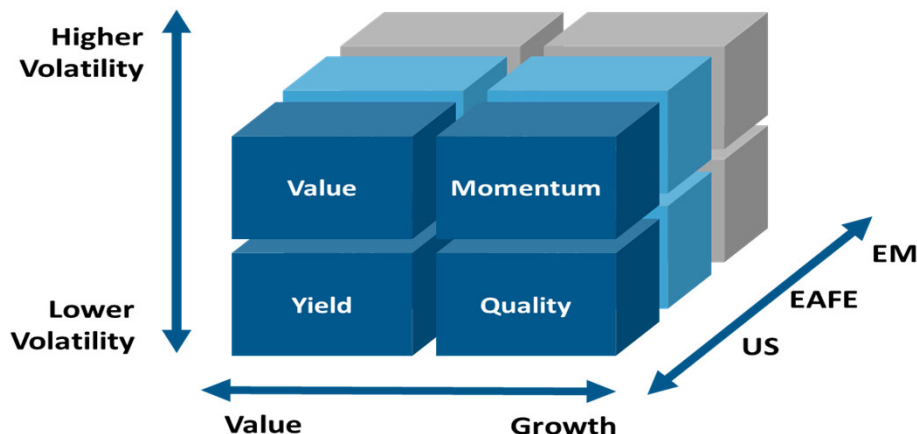 Higher
Volatility
Value
Momentum
Yield
Quality
Lower
Volatility
EM
EAFE
US
Value
Growth